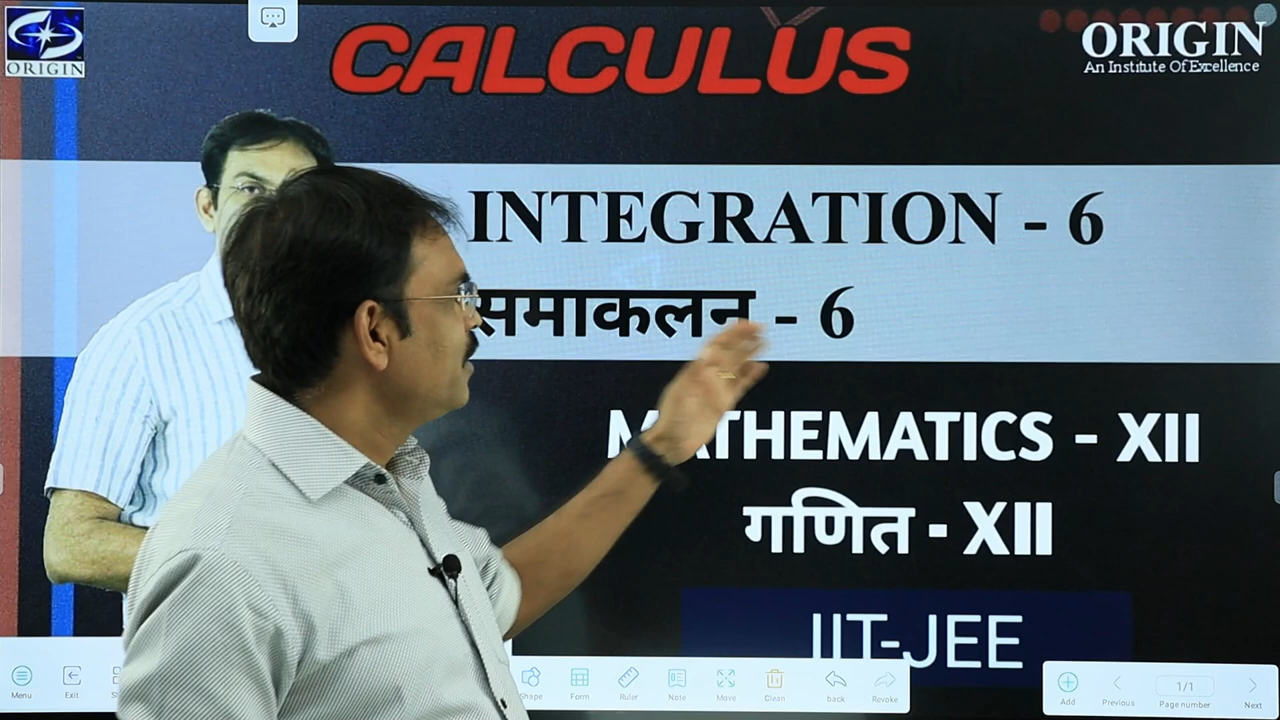 ORIGIN
CALCULUS
ORIGIN
An Institute Of Excellence
INTEGRATION - 6
समाकलन - 6
MATHEMATICS - XII
गणित - XII
IIT-JEE
Menu
Exit
Shape
Form
Ruler
Note
Move
Clean
back
Revoke
Add
Previous
1/1
Page number
Next